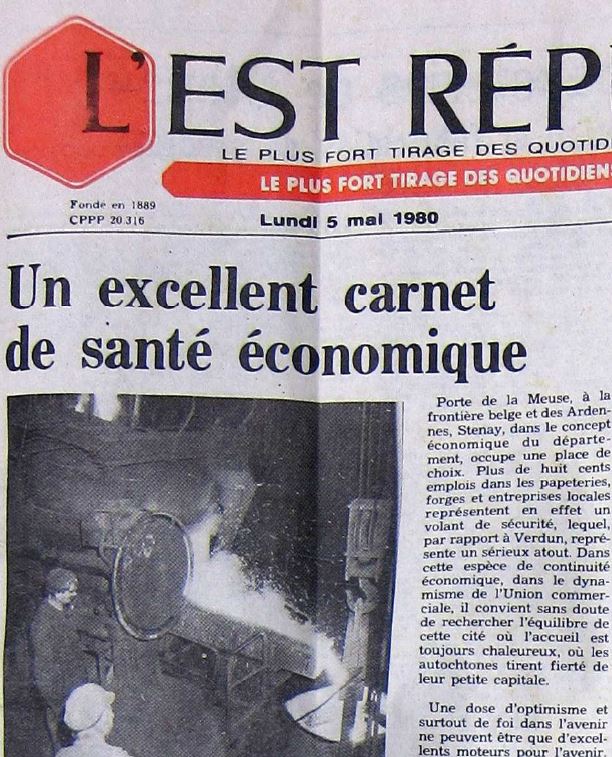 L'EST RÉP
LE PLUS FORT TIRAGE DES QUOTID
LE PLUS FORT TIRAGE DES QUOTIDIENS
Fonde en 1889
CPPP 20.316
Lundi 5 mai 1980
Un excellent carnet
de santé économique
Porte de la Meuse, à la
frontière belge et des Arden-
nes, Stenay, dans le concept
économique du départe-
ment, occupe une place de
choix. Plus de huit cents
emplois dans les papeteries,
forges et entreprises locales
représentent en effet un
volant de sécurité, lequel,
par rapport à Verdun, repré-
sente un sérieux atout. Dans
cette espèce de continuité
économique, dans le dyna-
misme de l'Union commer-
ciale, il convient sans doute
de rechercher l'équilibre de
cette cité où l'accueil est
toujours chaleureux, où les
autochtones tirent fierté de
leur petite capitale.
Une dose d'optimisme et
surtout de foi dans l'avenir
ne peuvent être que d'excel-
lents moteurs pour l'avenir.